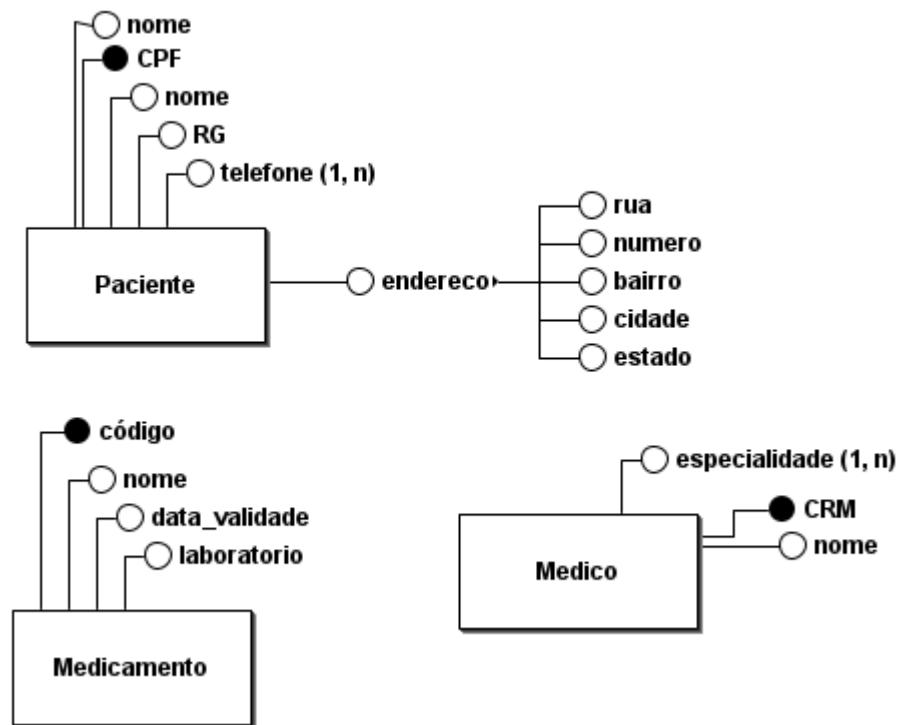 nome
CPF
nome
RG
telefone (1, n)
Paciente
endereco
rua
numero
bairro
cidade
estado
código
nome
data_validade
laboratorio
Medicamento
especialidade (1, n)
CRM
nome
Medico